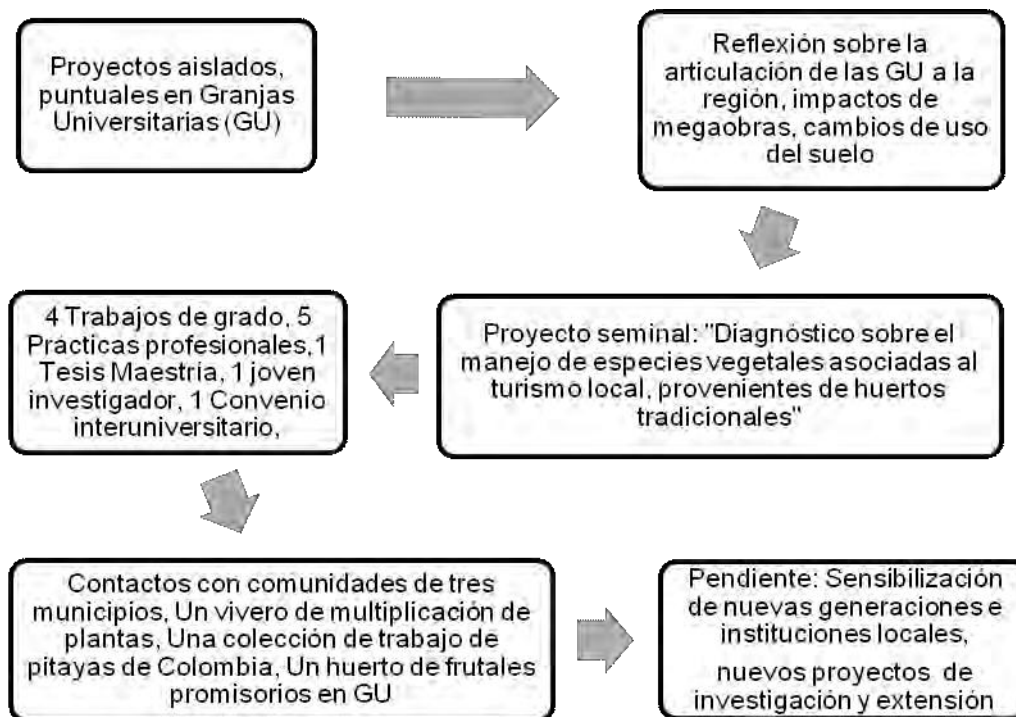 Proyectos aislados,
puntuales en Granjas
Universitarias (GU)
Reflexión sobre la
articulación de las GU a la
región, impactos de
megaobras, cambios de uso
del suelo
Proyecto seminal: "Diagnóstico sobre el
manejo de especies vegetales asociadas al
turismo local, provenientes de huertos
tradicionales"
4 Trabajos de grado, 5
Prácticas profesionales,1
Tesis Maestría, 1 joven
investigador, 1 Convenio
interuniversitario,
Contactos con comunidades de tres
municipios, Un vivero de multiplicación de
plantas, Una colección de trabajo de
pitayas de Colombia, Un huerto de frutales
promisorios en GU
Pendiente: Sensibilización
de nuevas generaciones e
instituciones locales,
nuevos proyectos de
investigación y extensión